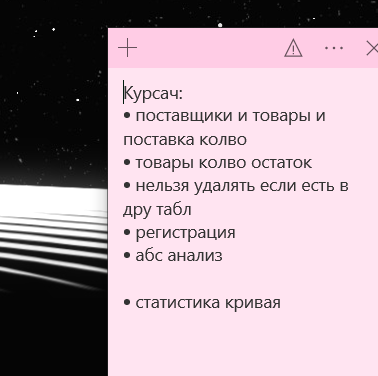 Курсач:
• поставщики и товары и
поставка колво
• товары колво остаток
• нельзя удалять если есть в
дру табл
• регистрация
• абс анализ
• статистика кривая